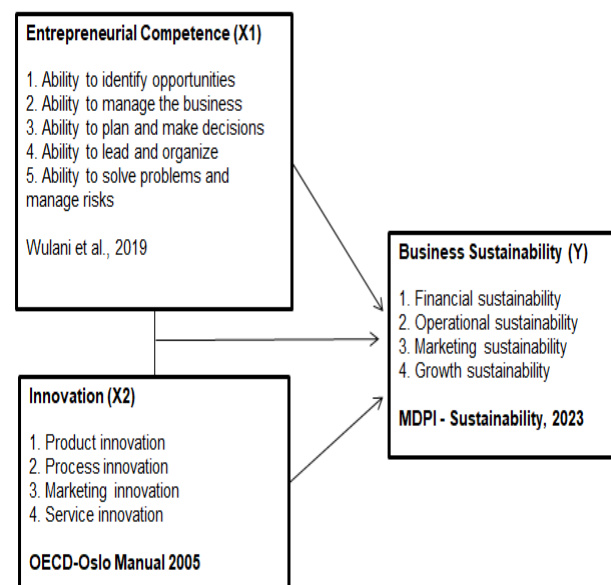 Entrepreneurial Competence (X1)
1. Ability to identify opportunities
2. Ability to manage the business
3. Ability to plan and make decisions
4. Ability to lead and organize
5. Ability to solve problems and
manage risks
Wulani et al., 2019
Business Sustainability (Y)
1. Financial sustainability
2. Operational sustainability
3. Marketing sustainability
4. Growth sustainability
MDPI - Sustainability, 2023
Innovation (X2)
1. Product innovation
2. Process innovation
3. Marketing innovation
4. Service innovation
OECD-Oslo Manual 2005